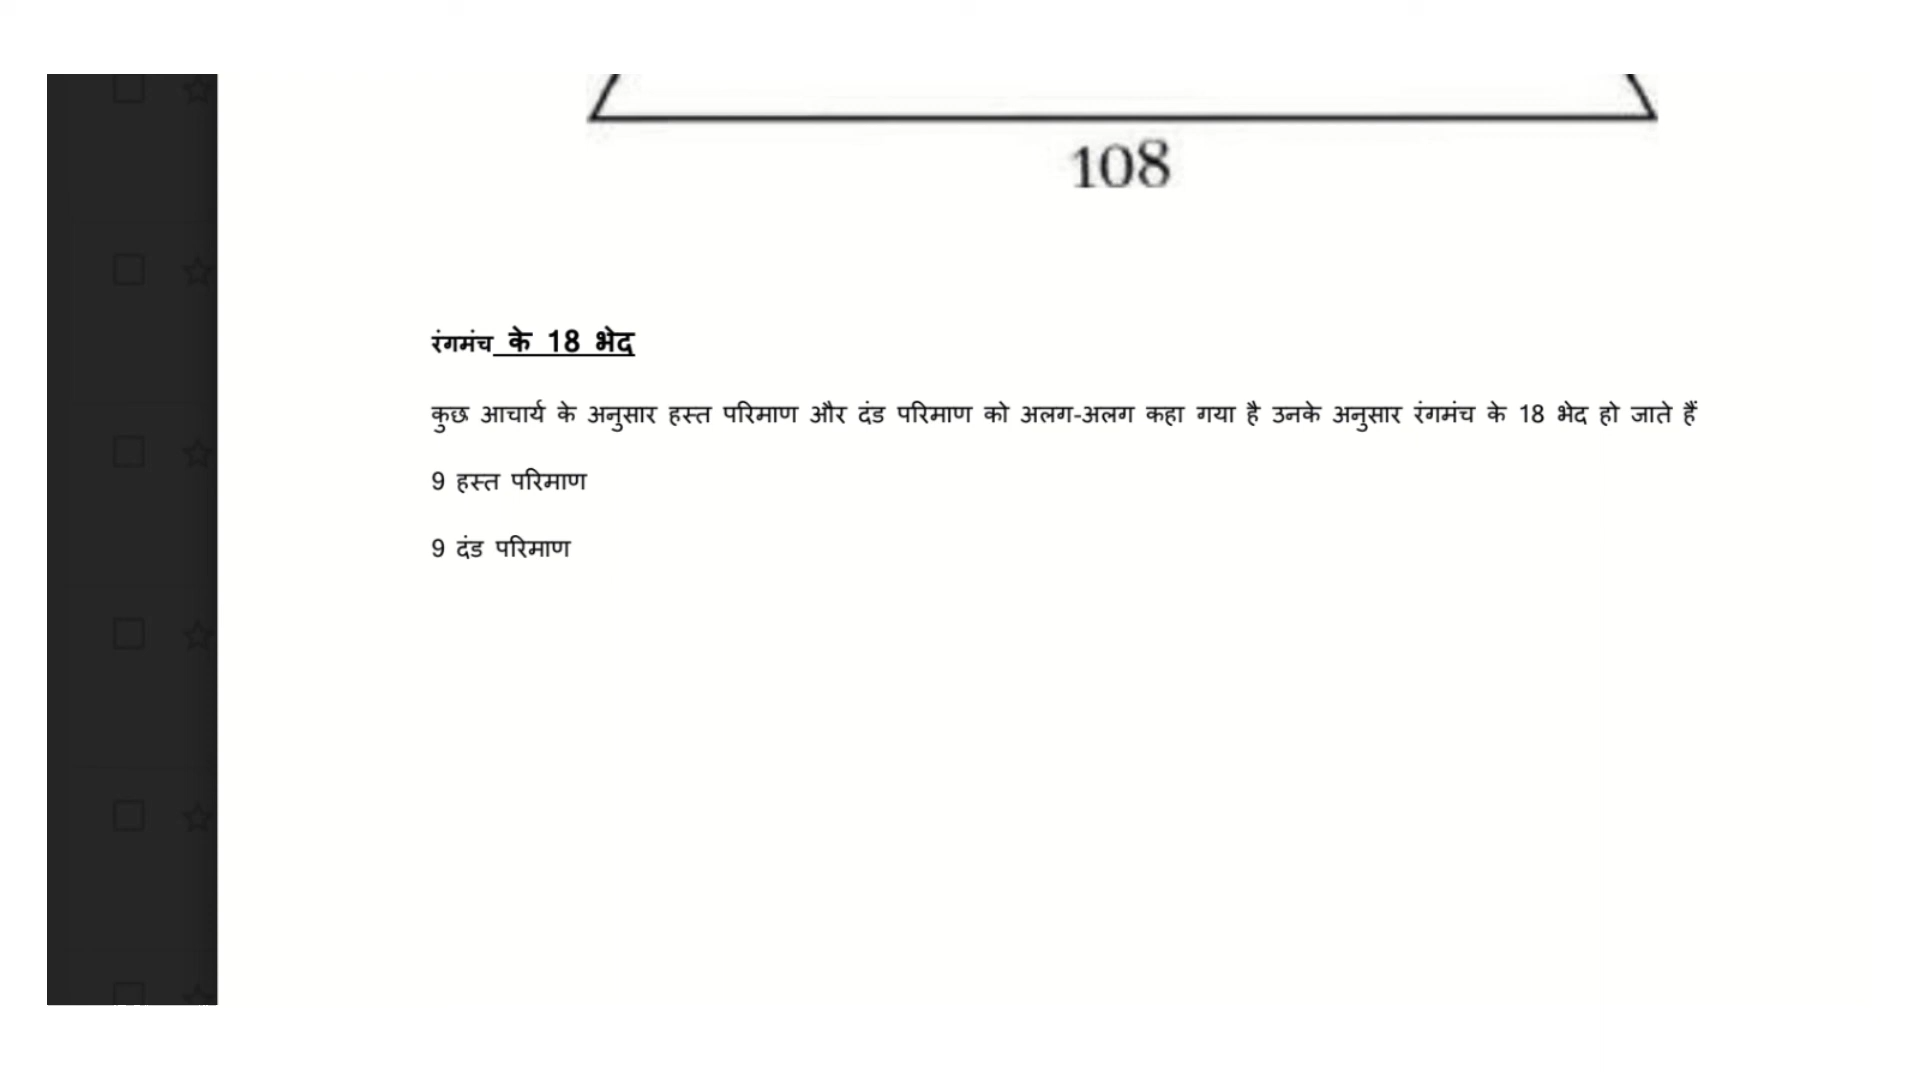 108
रंगमंच के 18 भेद
कुछ आचार्य के अनुसार हस्त परिमाण और दंड परिमाण को अलग-अलग कहा गया है उनके अनुसार रंगमंच के 18 भेद हो जाते हैं
9 हस्त परिमाण
9 दंड परिमाण